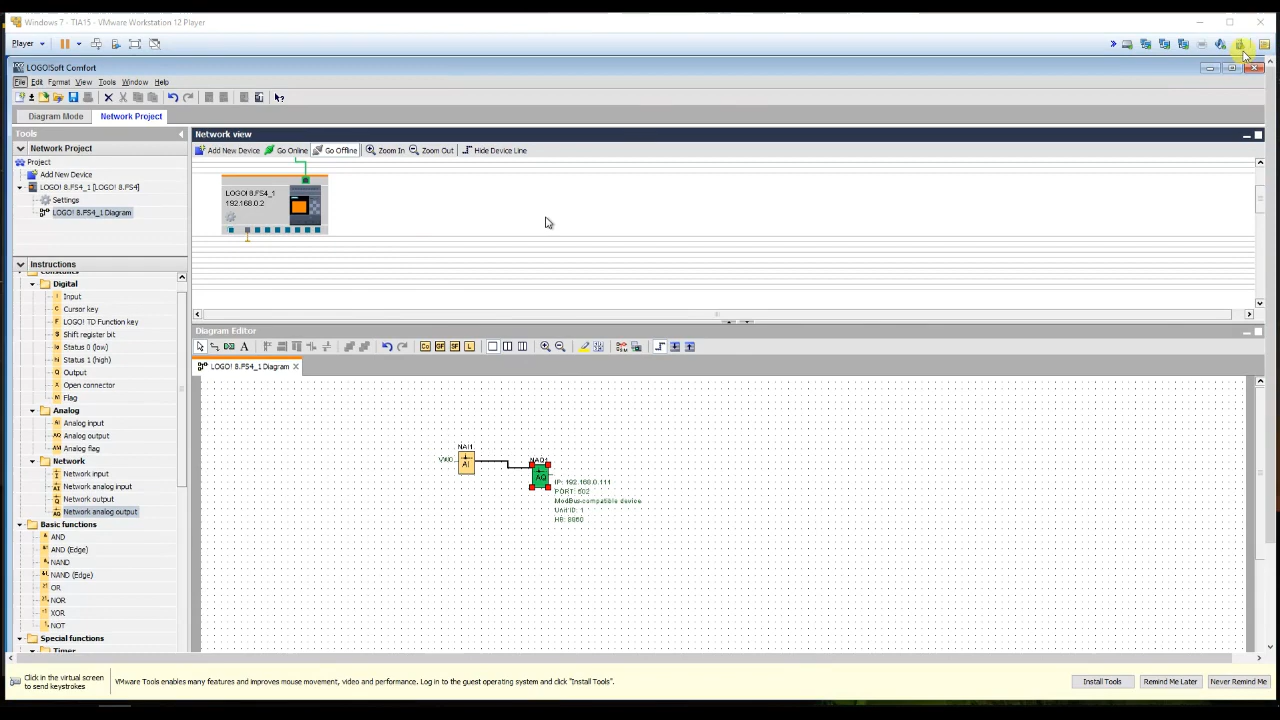 Windows 7 - TIA15 - VMware Workstation 12 Player
Player
LOGO!Soft Comfort
File Edit Format View Tools Window Help
Diagram Mode Network Project
Tools
Network Project
Project
Add New Device
LOGO! 8.FS4_1 [LOGO! 8.FS4]
Settings
LOGO! 8.FS4_1 Diagram
Instructions
Constants
Digital
Input
Cursor key
LOGO! TD Function key
Shift register bit
Status 0 (low)
Status 1 (high)
Output
Open connector
Flag
Analog
Analog input
Analog output
Analog flag
Network
Network input
Network analog input
Network output
Network analog output
Basic functions
AND
AND (Edge)
NAND
NAND (Edge)
OR
NOR
XOR
NOT
Special functions
Timer
Network view
Add New Device Go Online Go Offline Zoom In Zoom Out Hide Device Line
LOGO! 8.FS4_1
192.168.0.2
Diagram Editor
Co GF SF L
LOGO! 8.FS4_1 Diagram
NAI1
VW0
AI
NAQ1
AQ
IP: 192.168.0.111
PORT: 502
ModBus-compatible device
Unit ID: 1
Click in the virtual screen
to send keystrokes
VMware Tools enables many features and improves mouse movement, video and performance. Log in to the guest operating system and click "Install Tools".
Install Tools
Remind Me Later
Never Remind Me